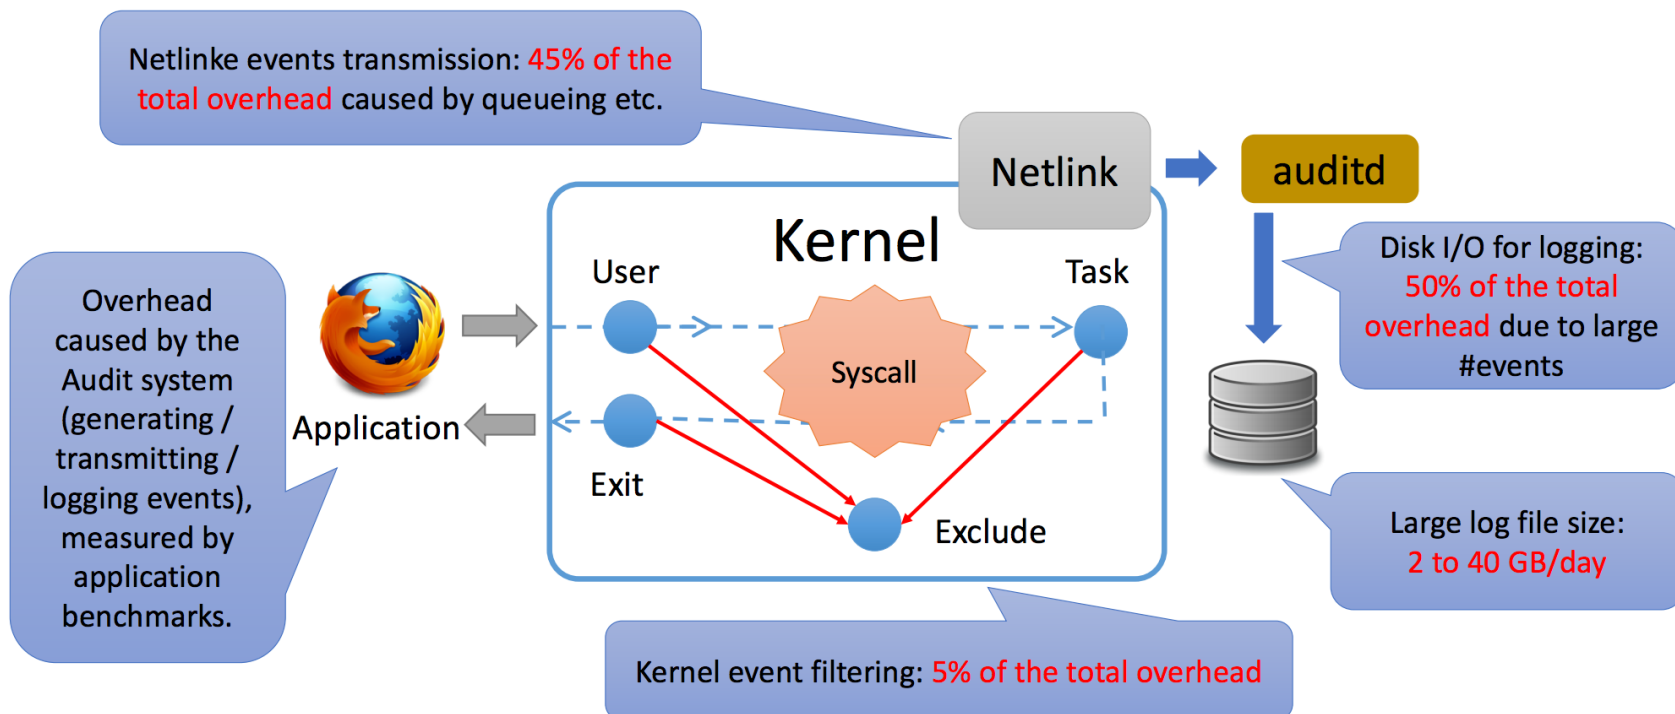 Netlinke events transmission: 45% of the
total overhead caused by queueing etc.
Netlink
auditd
Kernel
User
Task
Disk I/O for logging:
50% of the total
overhead due to large
#events
Overhead
caused by the
Audit system
(generating /
transmitting /
logging events),
measured by
application
benchmarks.
Syscall
Application
Exit
Exclude
Large log file size:
2 to 40 GB/day
Kernel event filtering: 5% of the total overhead